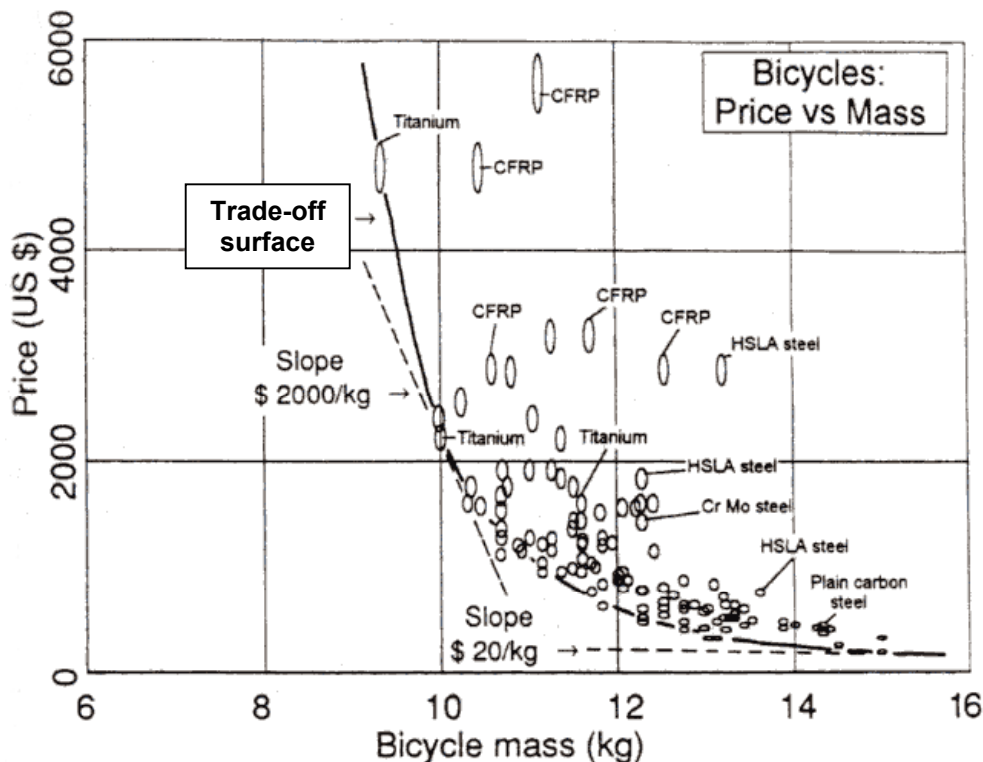 Bicycles:
Price vs Mass
6000
4000
2000
0
Price (US $)
CFRP
Titanium
CFRP
Trade-off
surface
CFRP
CFRP
CFRP
HSLA steel
Slope
$ 2000/kg →
Titanium
Titanium
HSLA steel
Cr Mo steel
HSLA steel
Plain carbon
steel
Slope
$ 20/kg →
6
8
10
12
14
16
Bicycle mass (kg)